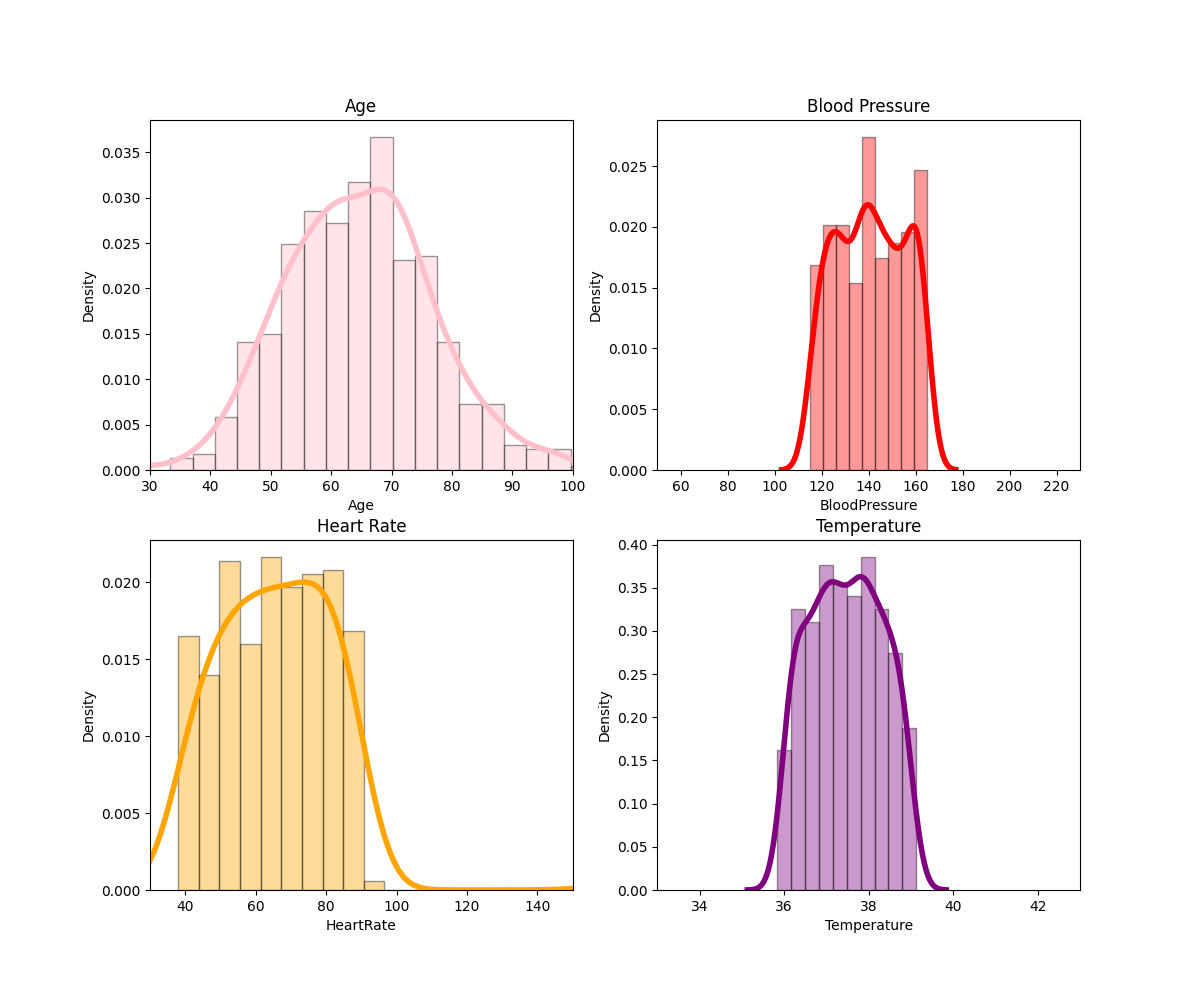 Age
0.035
0.030
0.025
0.020
0.015
0.010
0.005
0.000
Density
30 40 50 60 70 80 90 100
Age
Blood Pressure
0.025
0.020
0.015
0.010
0.005
0.000
Density
60 80 100 120 140 160 180 200 220
BloodPressure
Heart Rate
0.020
0.015
0.010
0.005
0.000
Density
40 60 80 100 120 140
HeartRate
Temperature
0.40
0.35
0.30
0.25
0.20
0.15
0.10
0.05
0.00
Density
34 36 38 40 42
Temperature